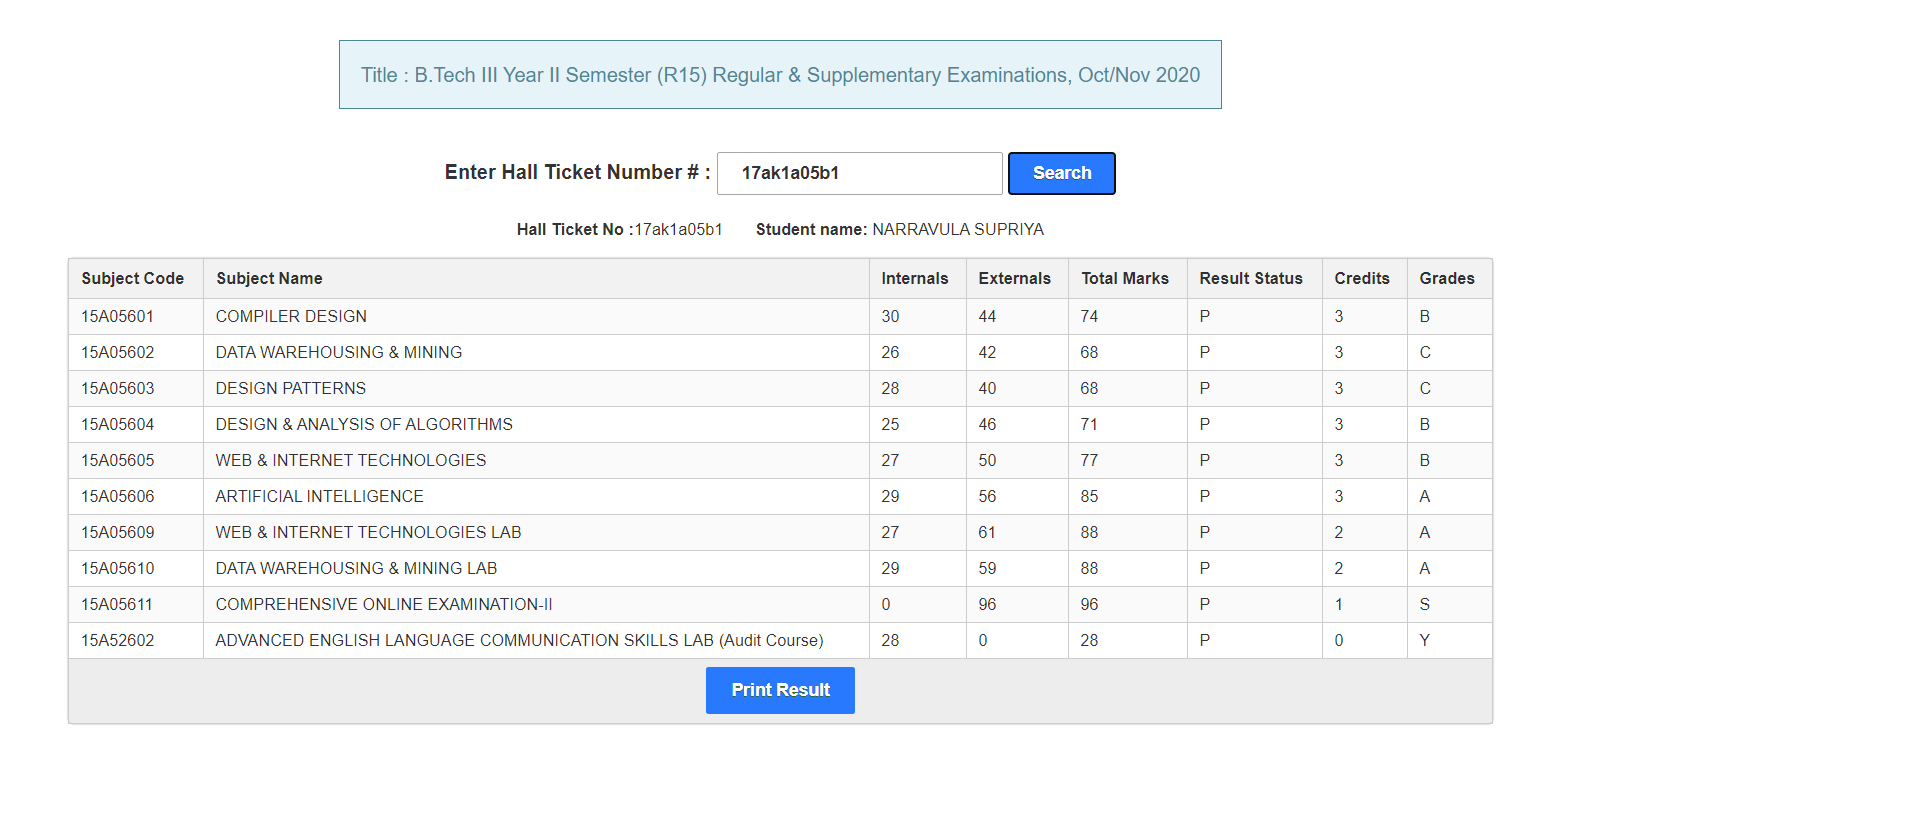 Title : B.Tech III Year II Semester (R15) Regular & Supplementary Examinations, Oct/Nov 2020
Enter Hall Ticket Number # : 17ak1a05b1 Search
Hall Ticket No :17ak1a05b1 Student name: NARRAVULA SUPRIYA
Subject Code Subject Name Internals Externals Total Marks Result Status Credits Grades
15A05601 COMPILER DESIGN 30 44 74 P 3 B
15A05602 DATA WAREHOUSING & MINING 26 42 68 P 3 C
15A05603 DESIGN PATTERNS 28 40 68 P 3 C
15A05604 DESIGN & ANALYSIS OF ALGORITHMS 25 46 71 P 3 B
15A05605 WEB & INTERNET TECHNOLOGIES 27 50 77 P 3 B
15A05606 ARTIFICIAL INTELLIGENCE 29 56 85 P 3 A
15A05609 WEB & INTERNET TECHNOLOGIES LAB 27 61 88 P 2 A
15A05610 DATA WAREHOUSING & MINING LAB 29 59 88 P 2 A
15A05611 COMPREHENSIVE ONLINE EXAMINATION-II 0 96 96 P 1 S
15A52602 ADVANCED ENGLISH LANGUAGE COMMUNICATION SKILLS LAB (Audit Course) 28 0 28 P 0 Y
Print Result